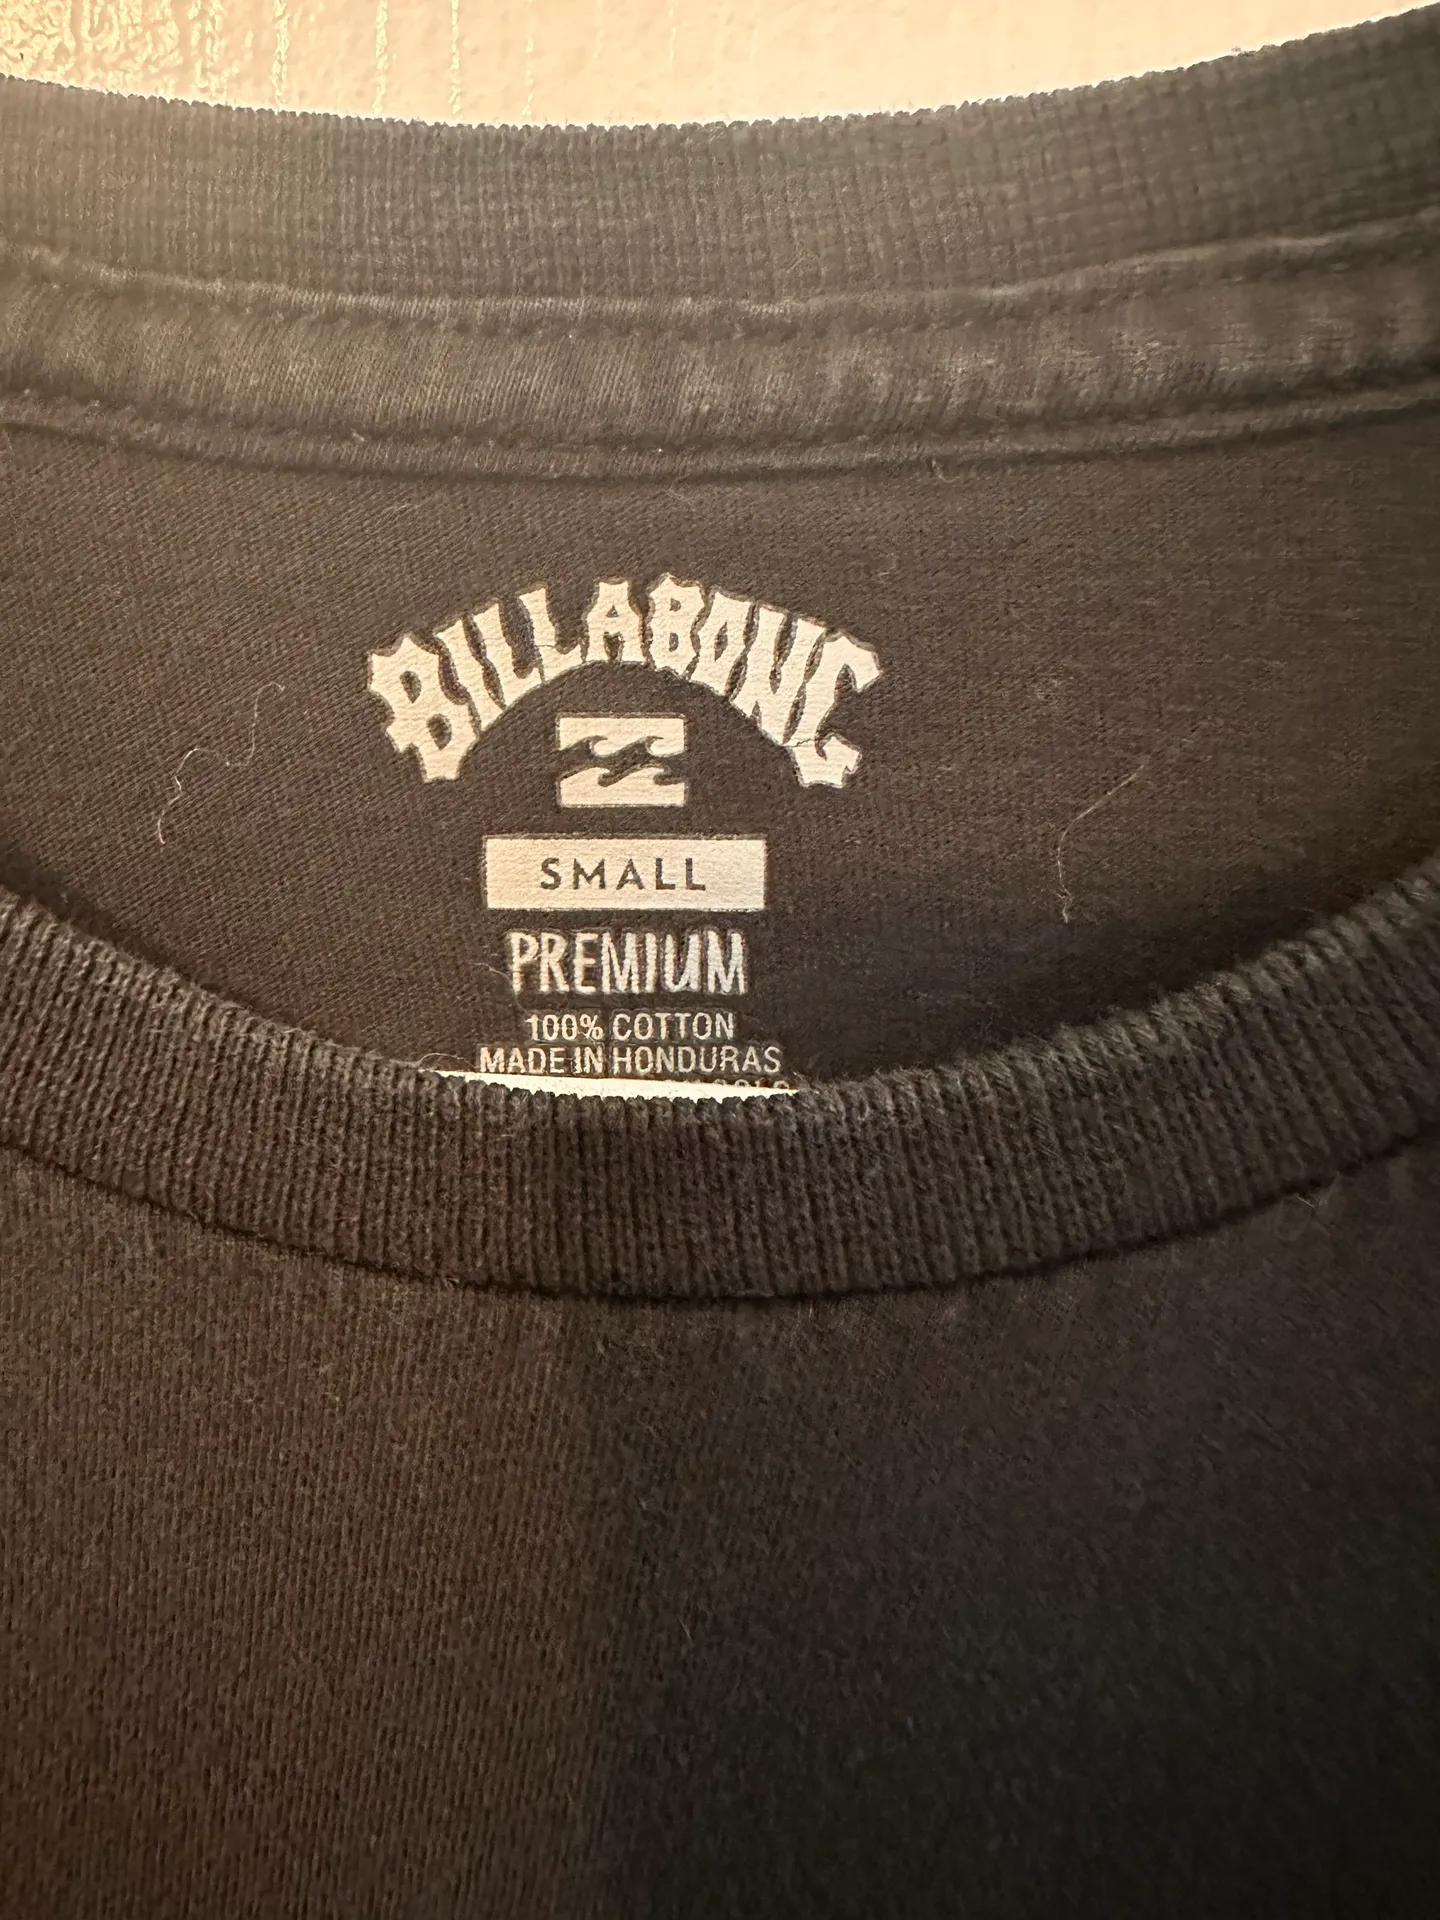 BILLABONG
SMALL
PREMIUM
100% COTTON
MADE IN HONDURAS